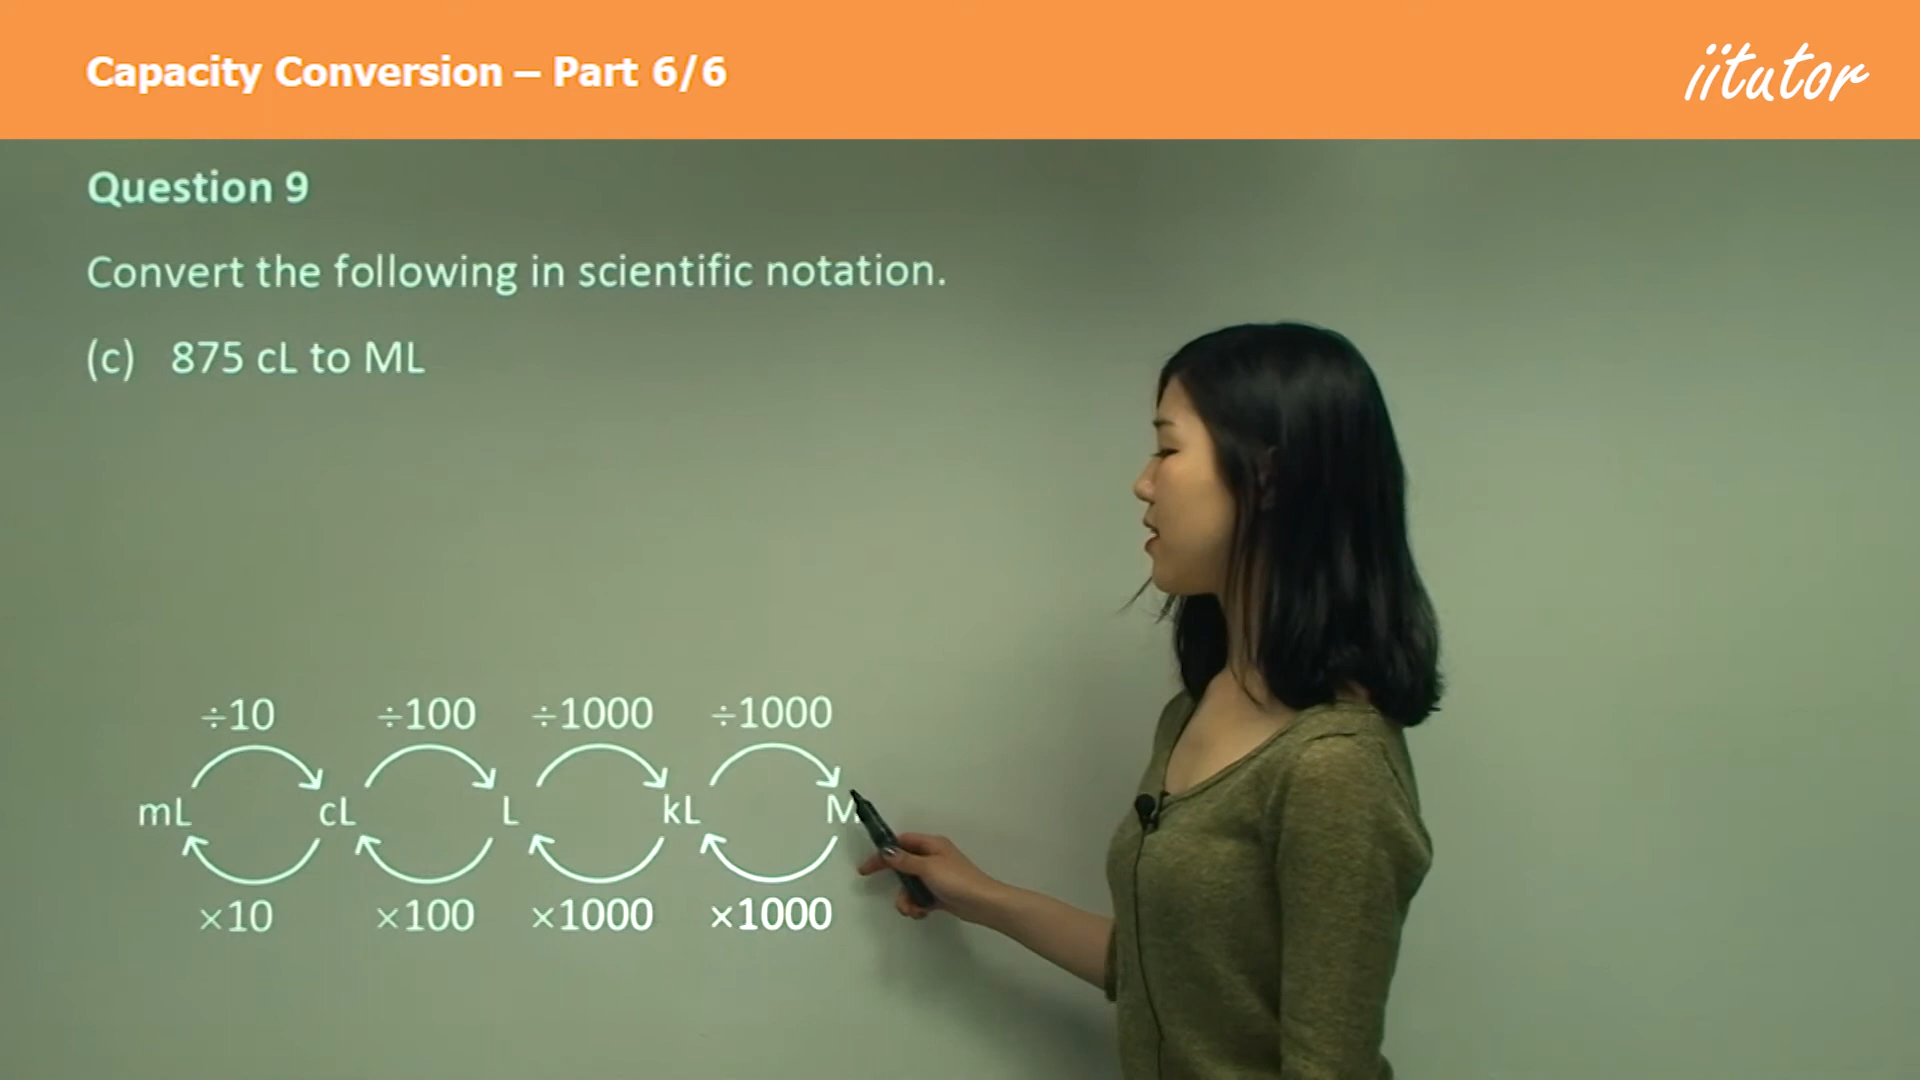 Capacity Conversion – Part 6/6
iitutor
Question 9
Convert the following in scientific notation.
(c) 875 cL to ML
÷10 ÷100 ÷1000 ÷1000
mL cL L kL M
×10 ×100 ×1000 ×1000